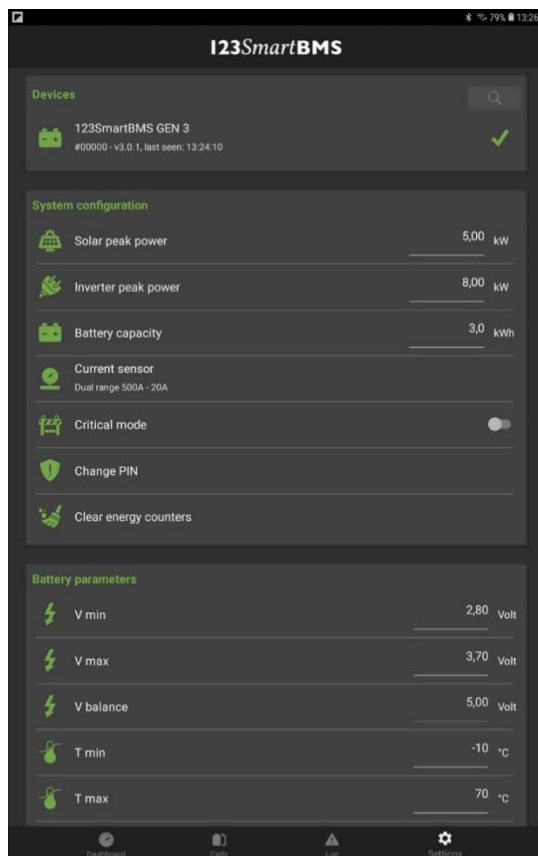 79% 13:26
123SmartBMS
Devices
123SmartBMS GEN 3
#00000 - v3.0.1, last seen: 13:24:10
System configuration
Solar peak power 5,00 kW
Inverter peak power 8,00 kW
Battery capacity 3,0 kWh
Current sensor
Dual range 500A - 20A
Critical mode
Change PIN
Clear energy counters
Battery parameters
V min 2,80 Volt
V max 3,70 Volt
V balance 5,00 Volt
T min -10 °C
T max 70 °C
Dashboard Cells Log Settings